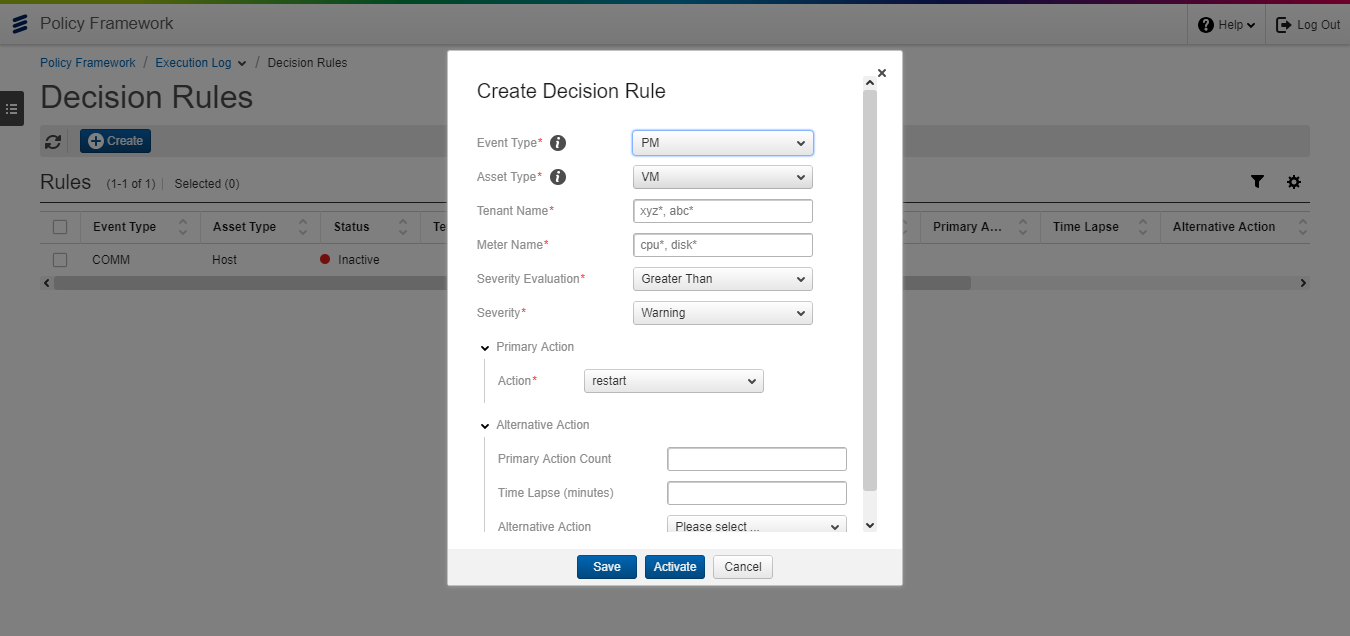 Policy Framework
Help
Log Out
Policy Framework / Execution Log / Decision Rules
Decision Rules
Create
Rules (1-1 of 1) Selected (0)
Event Type Asset Type Status Te Primary A... Time Lapse Alternative Action
COMM Host Inactive
Create Decision Rule
Event Type*
PM
Asset Type*
VM
Tenant Name*
xyz*, abc*
Meter Name*
cpu*, disk*
Severity Evaluation*
Greater Than
Severity*
Warning
Primary Action
Action*
restart
Alternative Action
Primary Action Count
Time Lapse (minutes)
Alternative Action
Please select ...
Save Activate Cancel